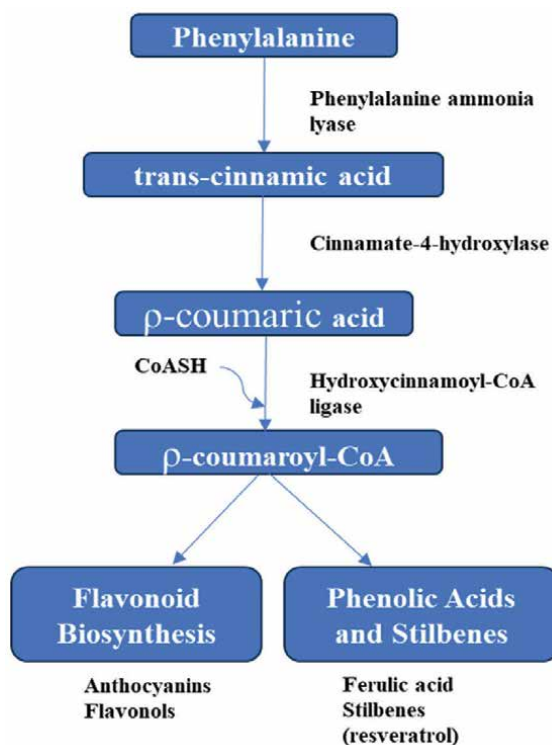 Phenylalanine
Phenylalanine ammonia
lyase
trans-cinnamic acid
Cinnamate-4-hydroxylase
ρ-coumaric acid
CoASH
Hydroxycinnamoyl-CoA
ligase
ρ-coumaroyl-CoA
Flavonoid
Biosynthesis
Phenolic Acids
and Stilbenes
Anthocyanins
Flavonols
Ferulic acid
Stilbenes
(resveratrol)